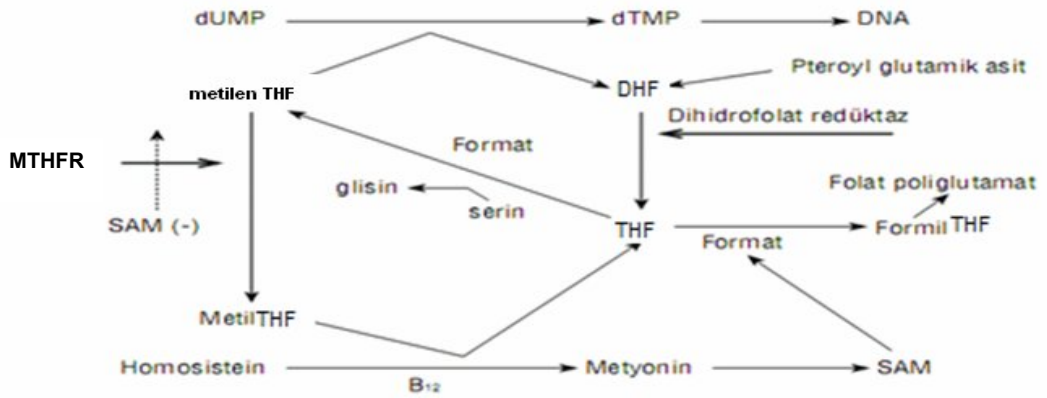 dUMP dTMP DNA
Pteroyl glutamik asit
metilen THF DHF
Dihidrofolat redüktaz
Format
MTHFR
glisin Folat poliglutamat
serin
SAM (-) THF Formil THF
Format
Metil THF
Homosistein Metyonin SAM
B₁₂